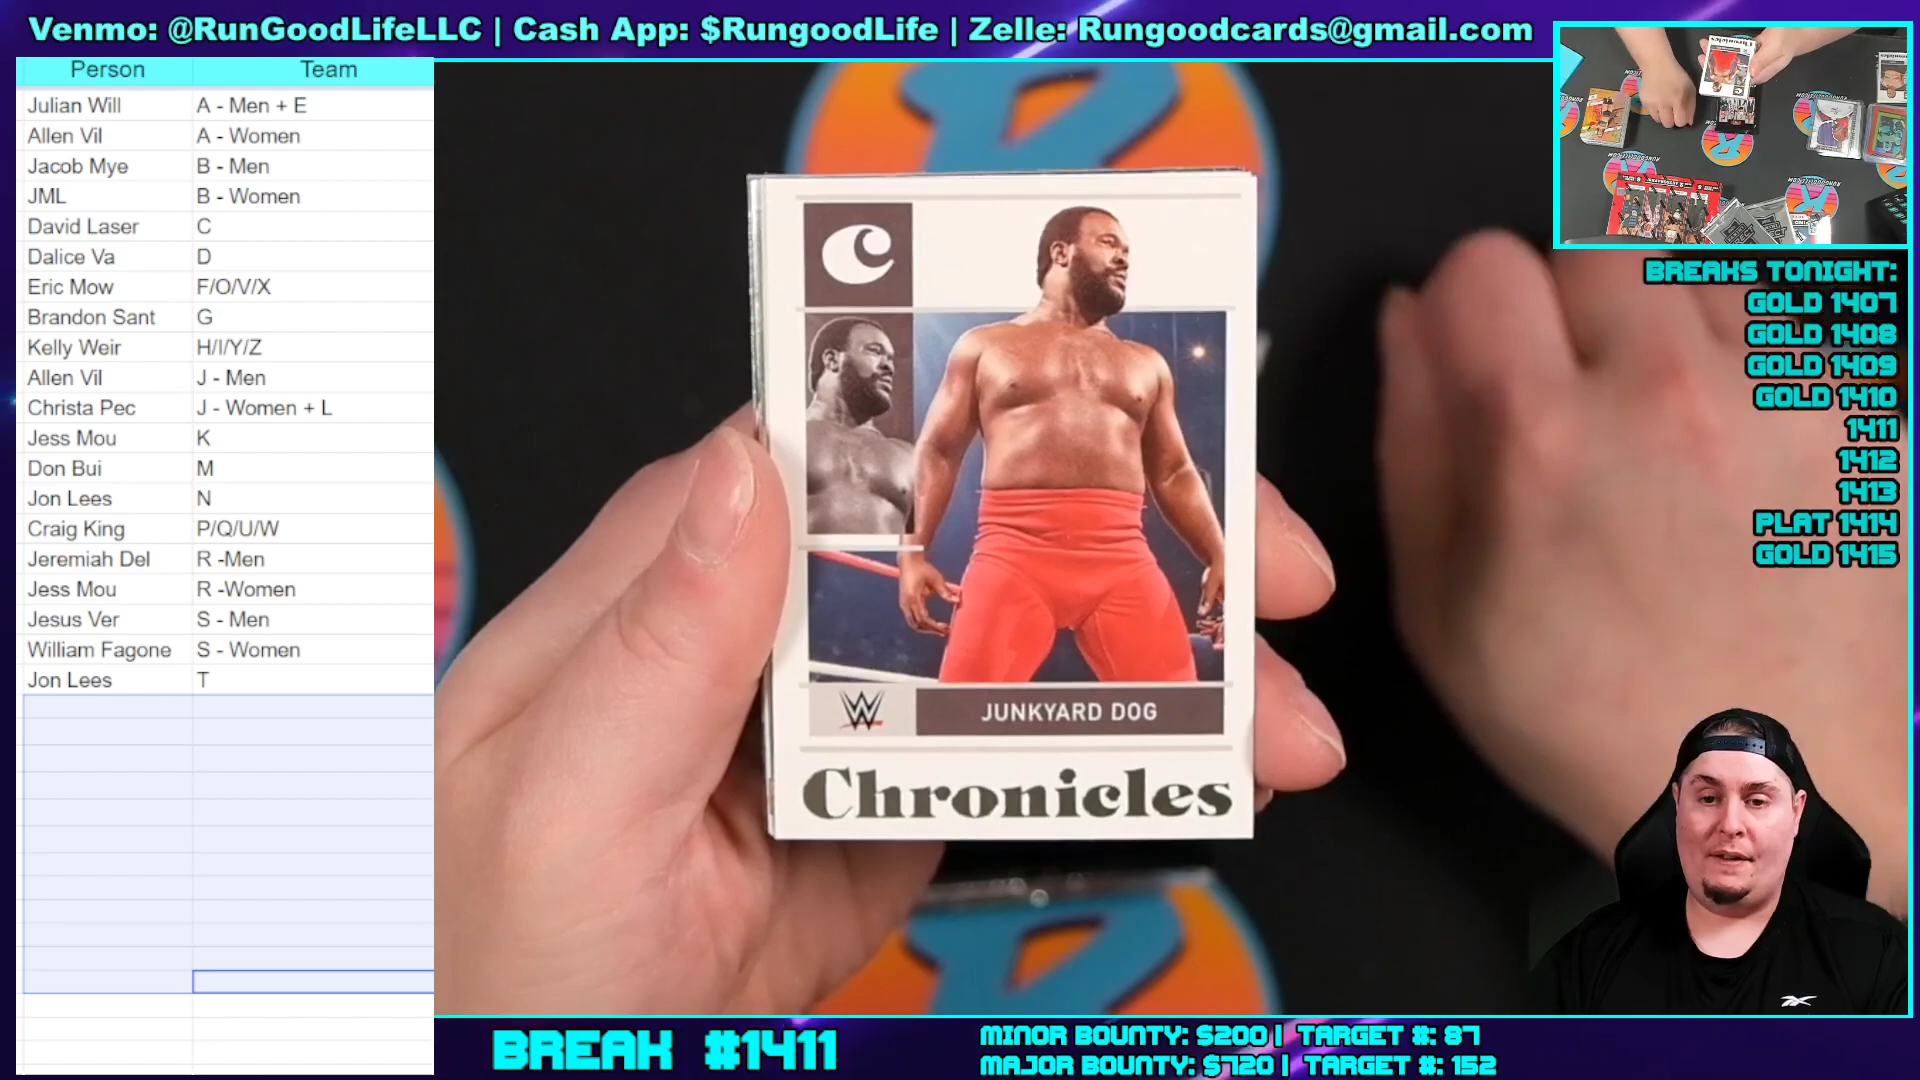 Venmo: @RunGoodLifeLLC | Cash App: $RungoodLife | Zelle: Rungoodcards@gmail.com
Person Team
Julian Will A - Men + E
Allen Vil A - Women
Jacob Mye B - Men
JML B - Women
David Laser C
Dalice Va D
Eric Mow F/O/V/X
Brandon Sant G
Kelly Weir H/I/Y/Z
Allen Vil J - Men
Christa Pec J - Women + L
Jess Mou K
Don Bui M
Jon Lees N
Craig King P/Q/U/W
Jeremiah Del R -Men
Jess Mou R -Women
Jesus Ver S - Men
William Fagone S - Women
Jon Lees T
C
W
JUNKYARD DOG
Chronicles
BREAKS TONIGHT:
GOLD 1407
GOLD 1408
GOLD 1409
GOLD 1410
1411
1412
1413
PLAT 1414
GOLD 1415
BREAK #1411
MINOR BOUNTY: $200 | TARGET #: 87
MAJOR BOUNTY: $720 | TARGET #: 152